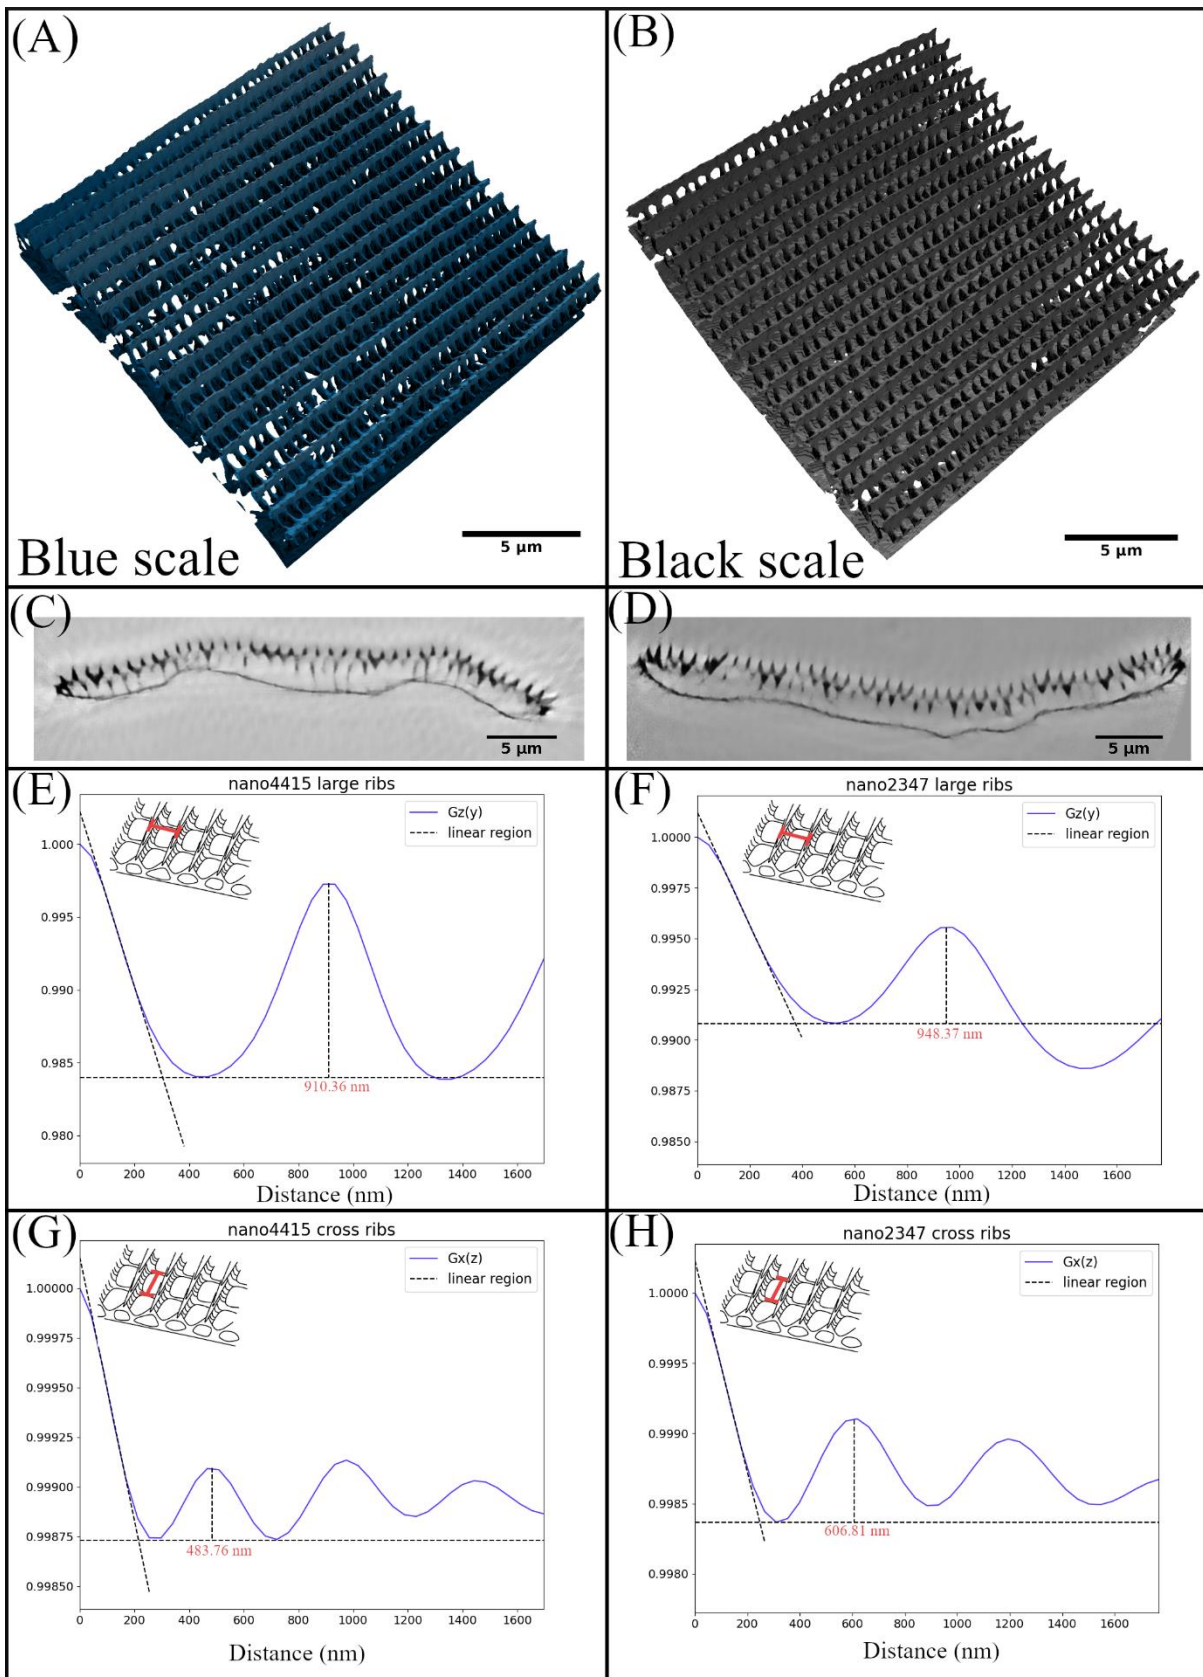 (A)
Blue scale
5 μm
(B)
Black scale
5 μm
(C)
5 μm
(D)
5 μm
(E)
nano4415 large ribs
Gz(y)
linear region
1.000
0.995
0.990
0.985
0.980
910.36 nm
0 200 400 600 800 1000 1200 1400 1600
Distance (nm)
(F)
nano2347 large ribs
Gz(y)
linear region
1.0000
0.9975
0.9950
0.9925
0.9900
0.9875
0.9850
948.37 nm
0 200 400 600 800 1000 1200 1400 1600
Distance (nm)
(G)
nano4415 cross ribs
Gx(z)
linear region
1.00000
0.99975
0.99950
0.99925
0.99900
0.99875
0.99850
483.76 nm
0 200 400 600 800 1000 1200 1400 1600
Distance (nm)
(H)
nano2347 cross ribs
Gx(z)
linear region
1.0000
0.9995
0.9990
0.9985
0.9980
606.81 nm
0 200 400 600 800 1000 1200 1400 1600
Distance (nm)